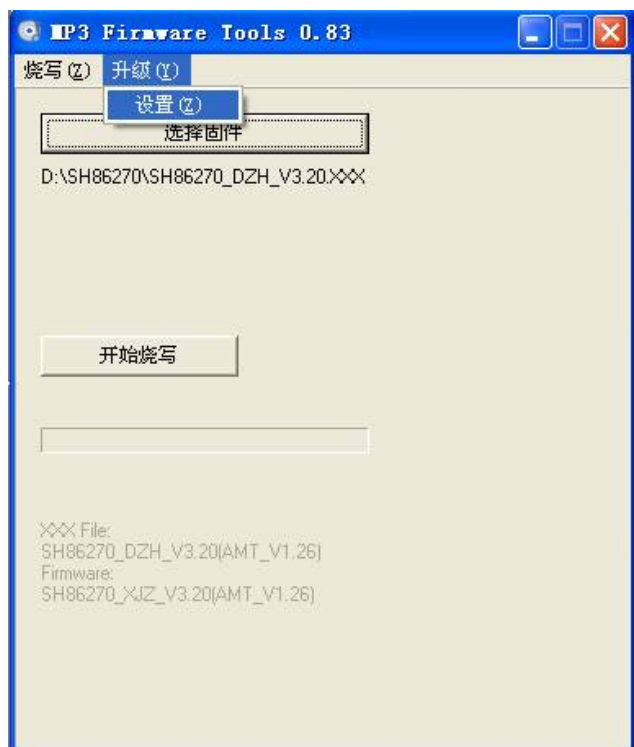 MP3 Firmware Tools 0.83
烧写(Z) 升级(Y)
设置(Z)
选择固件
D:\SH86270\SH86270_DZH_V3.20.XXX
开始烧写
XXX File:
SH86270_DZH_V3.20(AMT_V1.26)
Firmware:
SH86270_XJZ_V3.20(AMT_V1.26)